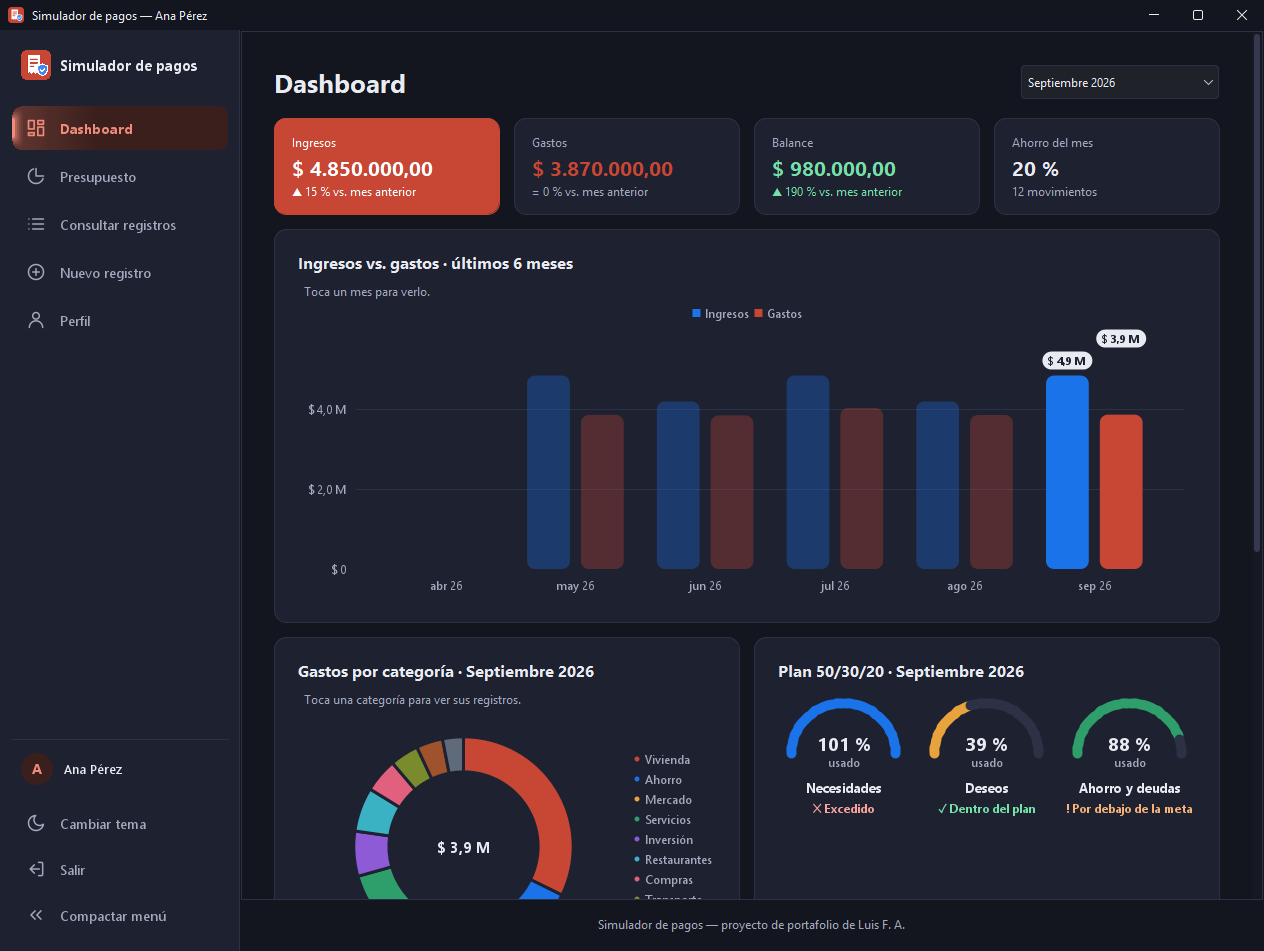 Simulador de pagos — Ana Pérez
Simulador de pagos
Dashboard
Presupuesto
Consultar registros
Nuevo registro
Perfil
Ana Pérez
A
Cambiar tema
Salir
Compactar menú
Dashboard
Septiembre 2026
Ingresos
$ 4.850.000,00
▲ 15 % vs. mes anterior
Gastos
$ 3.870.000,00
= 0 % vs. mes anterior
Balance
$ 980.000,00
▲ 190 % vs. mes anterior
Ahorro del mes
20 %
12 movimientos
Ingresos vs. gastos · últimos 6 meses
Toca un mes para verlo.
Ingresos Gastos
$ 3,9 M
$ 4,9 M
$ 4,0 M
$ 2,0 M
$ 0
abr 26 may 26 jun 26 jul 26 ago 26 sep 26
Gastos por categoría · Septiembre 2026
Toca una categoría para ver sus registros.
$ 3,9 M
Vivienda
Ahorro
Mercado
Servicios
Inversión
Restaurantes
Compras
Plan 50/30/20 · Septiembre 2026
101 %
usado
Necesidades
✕ Excedido
39 %
usado
Deseos
✓ Dentro del plan
88 %
usado
Ahorro y deudas
! Por debajo de la meta
Simulador de pagos — proyecto de portafolio de Luis F. A.